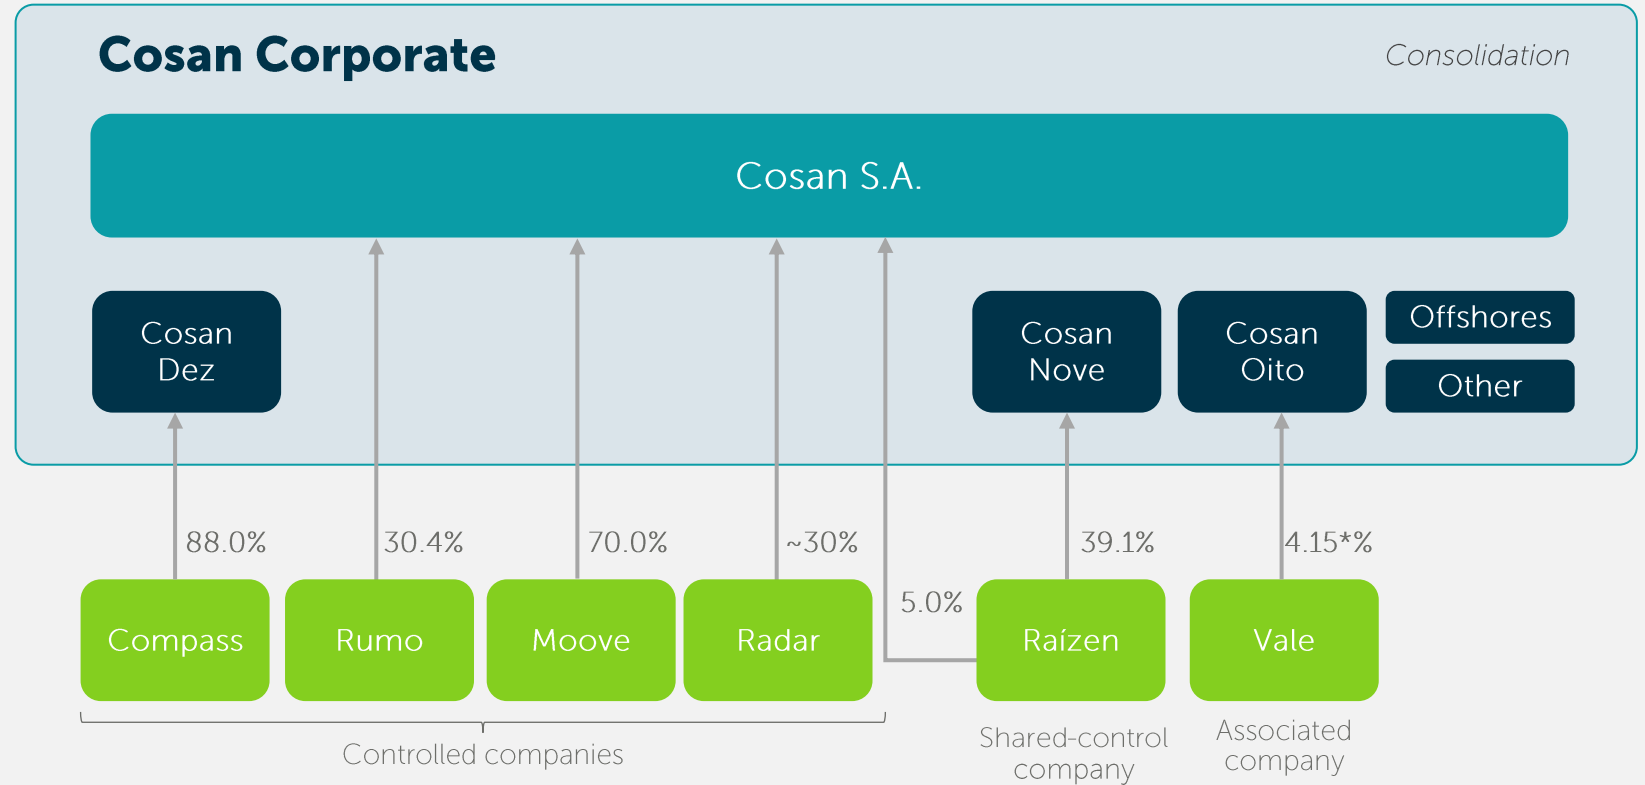 Cosan Corporate
Consolidation
Cosan S.A.
Cosan
Dez
Cosan
Nove
Cosan
Oito
Offshores
Other
88.0%
30.4%
70.0%
~30%
39.1%
4.15*%
5.0%
Compass
Rumo
Moove
Radar
Raízen
Vale
Controlled companies
Shared-control
company
Associated
company